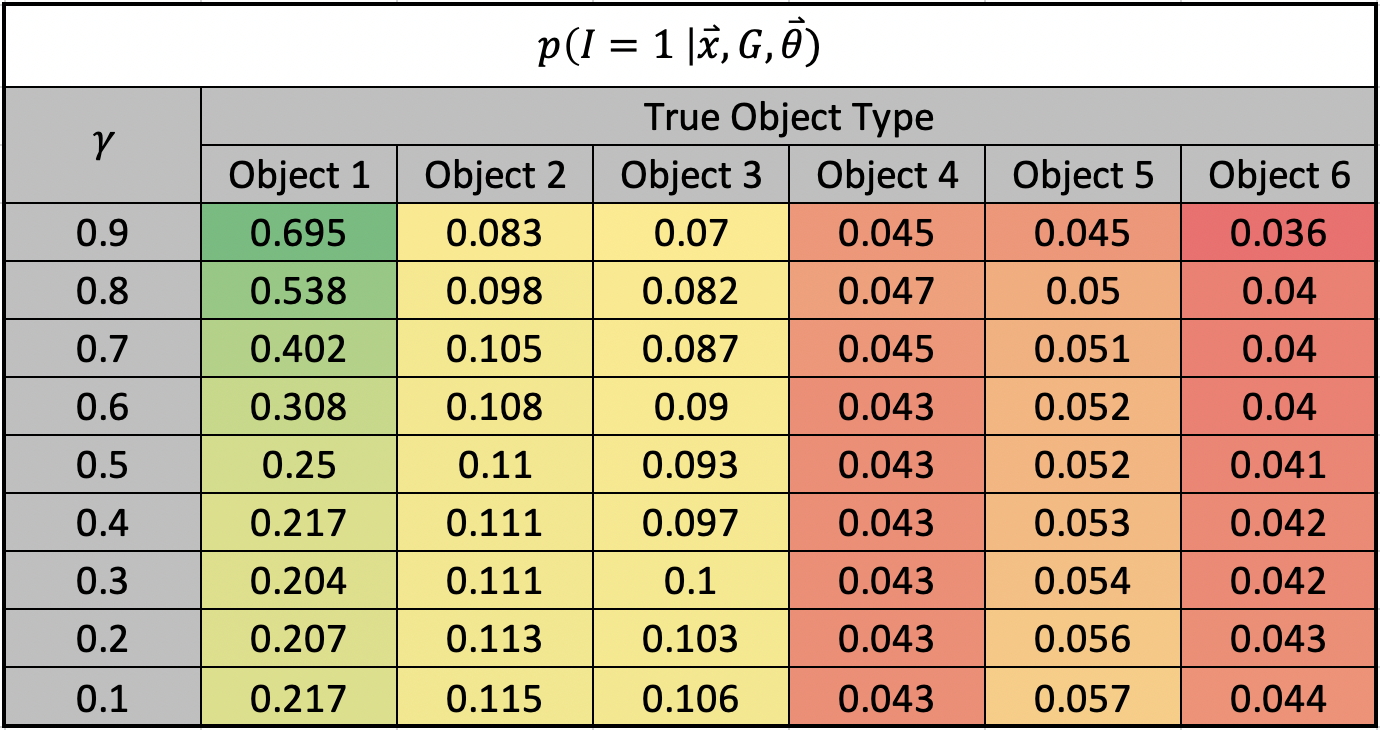 p(I = 1 |x⃗, G, θ⃗)
γ True Object Type
Object 1 Object 2 Object 3 Object 4 Object 5 Object 6
0.9 0.695 0.083 0.07 0.045 0.045 0.036
0.8 0.538 0.098 0.082 0.047 0.05 0.04
0.7 0.402 0.105 0.087 0.045 0.051 0.04
0.6 0.308 0.108 0.09 0.043 0.052 0.04
0.5 0.25 0.11 0.093 0.043 0.052 0.041
0.4 0.217 0.111 0.097 0.043 0.053 0.042
0.3 0.204 0.111 0.1 0.043 0.054 0.042
0.2 0.207 0.113 0.103 0.043 0.056 0.043
0.1 0.217 0.115 0.106 0.043 0.057 0.044